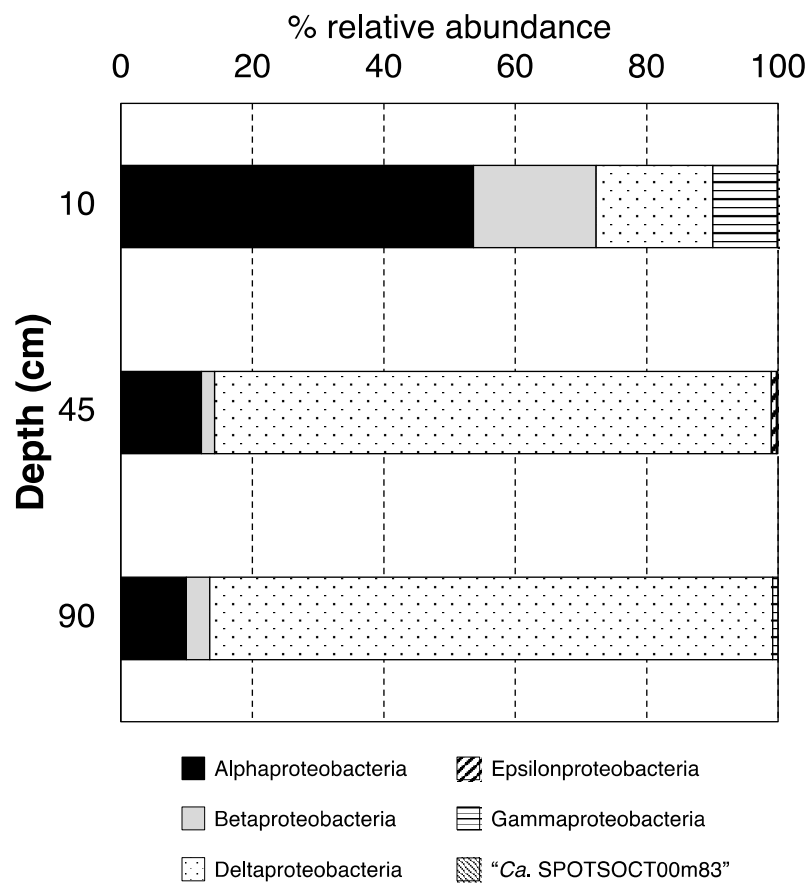 % relative abundance
0 20 40 60 80 100
10
45
90
Depth (cm)
Alphaproteobacteria
Betaproteobacteria
Deltaproteobacteria
Epsilonproteobacteria
Gammaproteobacteria
“Ca. SPOTSOCT00m83”